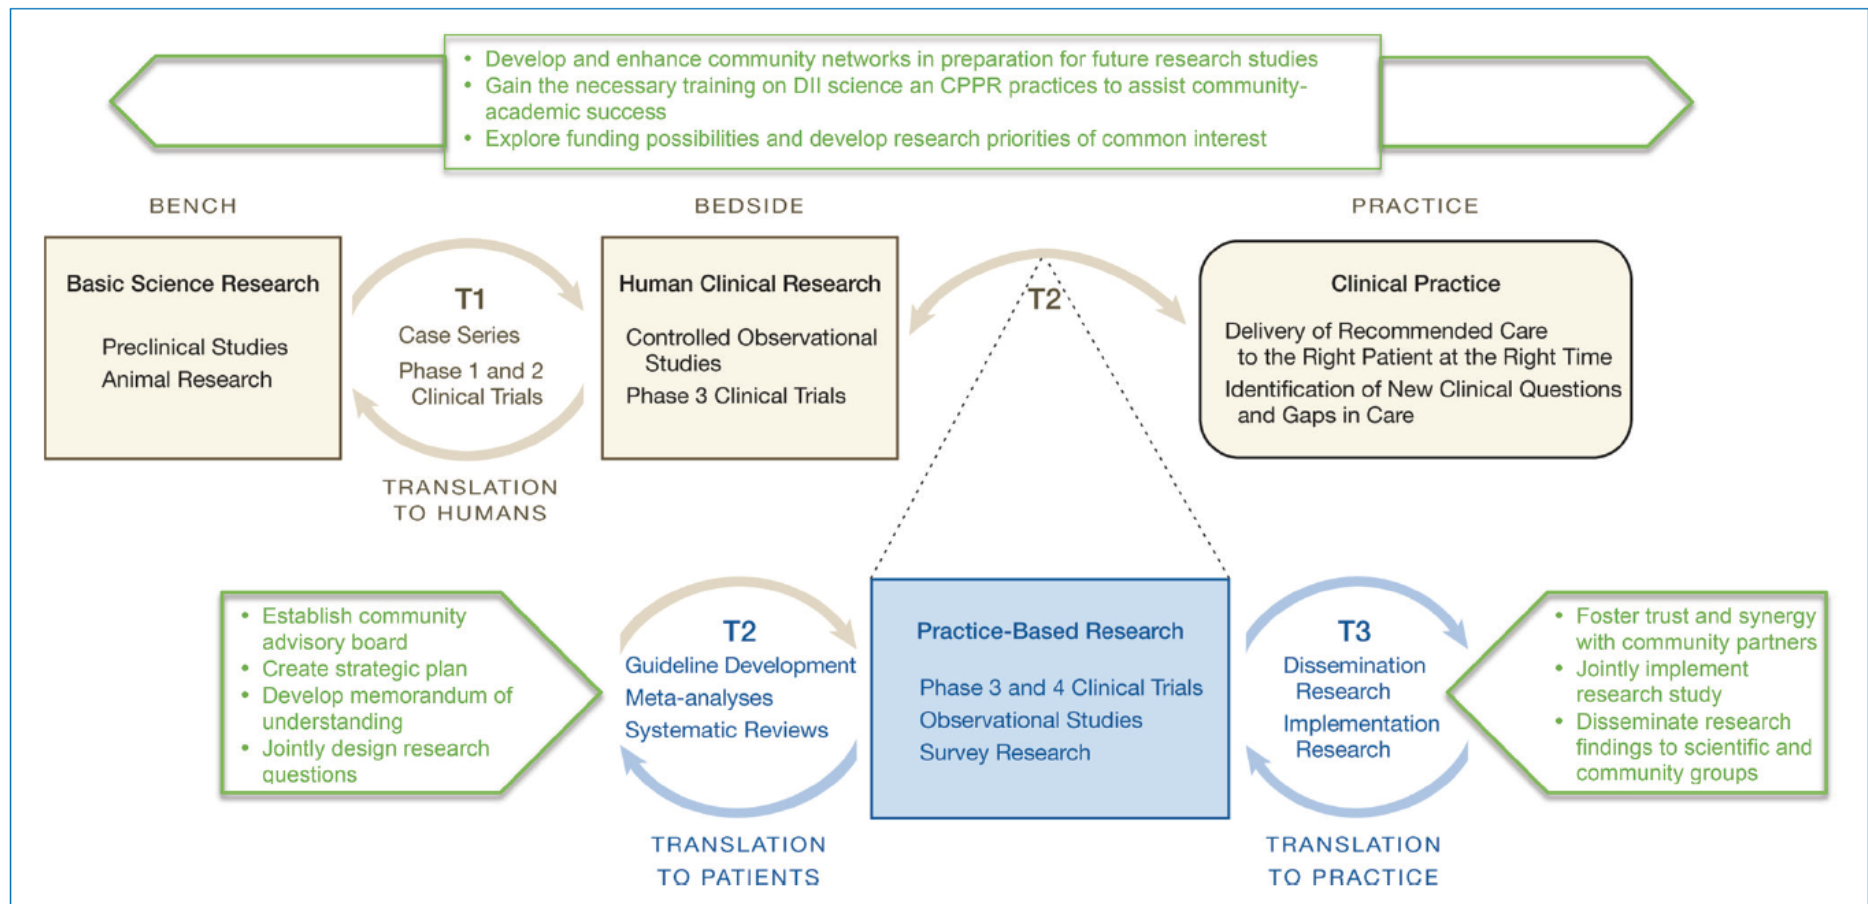 • Develop and enhance community networks in preparation for future research studies
• Gain the necessary training on DII science an CPPR practices to assist community-
academic success
• Explore funding possibilities and develop research priorities of common interest
BENCH
BEDSIDE
PRACTICE
Basic Science Research
Preclinical Studies
Animal Research
T1
Case Series
Phase 1 and 2
Clinical Trials
TRANSLATION
TO HUMANS
Human Clinical Research
Controlled Observational
Studies
Phase 3 Clinical Trials
T2
Clinical Practice
Delivery of Recommended Care
to the Right Patient at the Right Time
Identification of New Clinical Questions
and Gaps in Care
• Establish community
advisory board
• Create strategic plan
• Develop memorandum of
understanding
• Jointly design research
questions
T2
Guideline Development
Meta-analyses
Systematic Reviews
TRANSLATION
TO PATIENTS
Practice-Based Research
Phase 3 and 4 Clinical Trials
Observational Studies
Survey Research
T3
Dissemination
Research
Implementation
Research
TRANSLATION
TO PRACTICE
• Foster trust and synergy
with community partners
• Jointly implement
research study
• Disseminate research
findings to scientific and
community groups